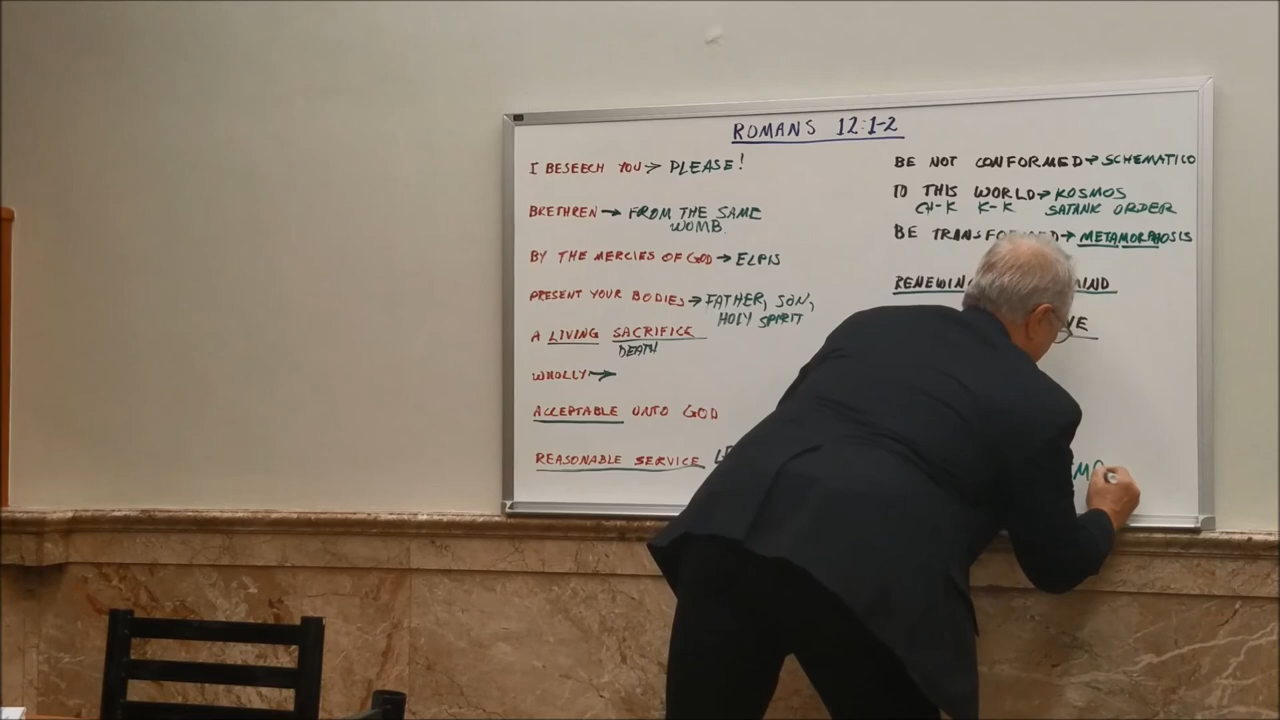 ROMANS 12:1-2
I BESEECH YOU → PLEASE!
BRETHREN → FROM THE SAME
WOMB.
BY THE MERCIES OF GOD → ELPIS
PRESENT YOUR BODIES → FATHER, SON,
HOLY SPIRIT
A LIVING SACRIFICE
DEATH
WHOLLY →
ACCEPTABLE UNTO GOD
REASONABLE SERVICE
BE NOT CONFORMED → SCHEMATICO
TO THIS WORLD → KOSMOS
CH-K K-K SATANK ORDER
BE → METAMORPHOSIS